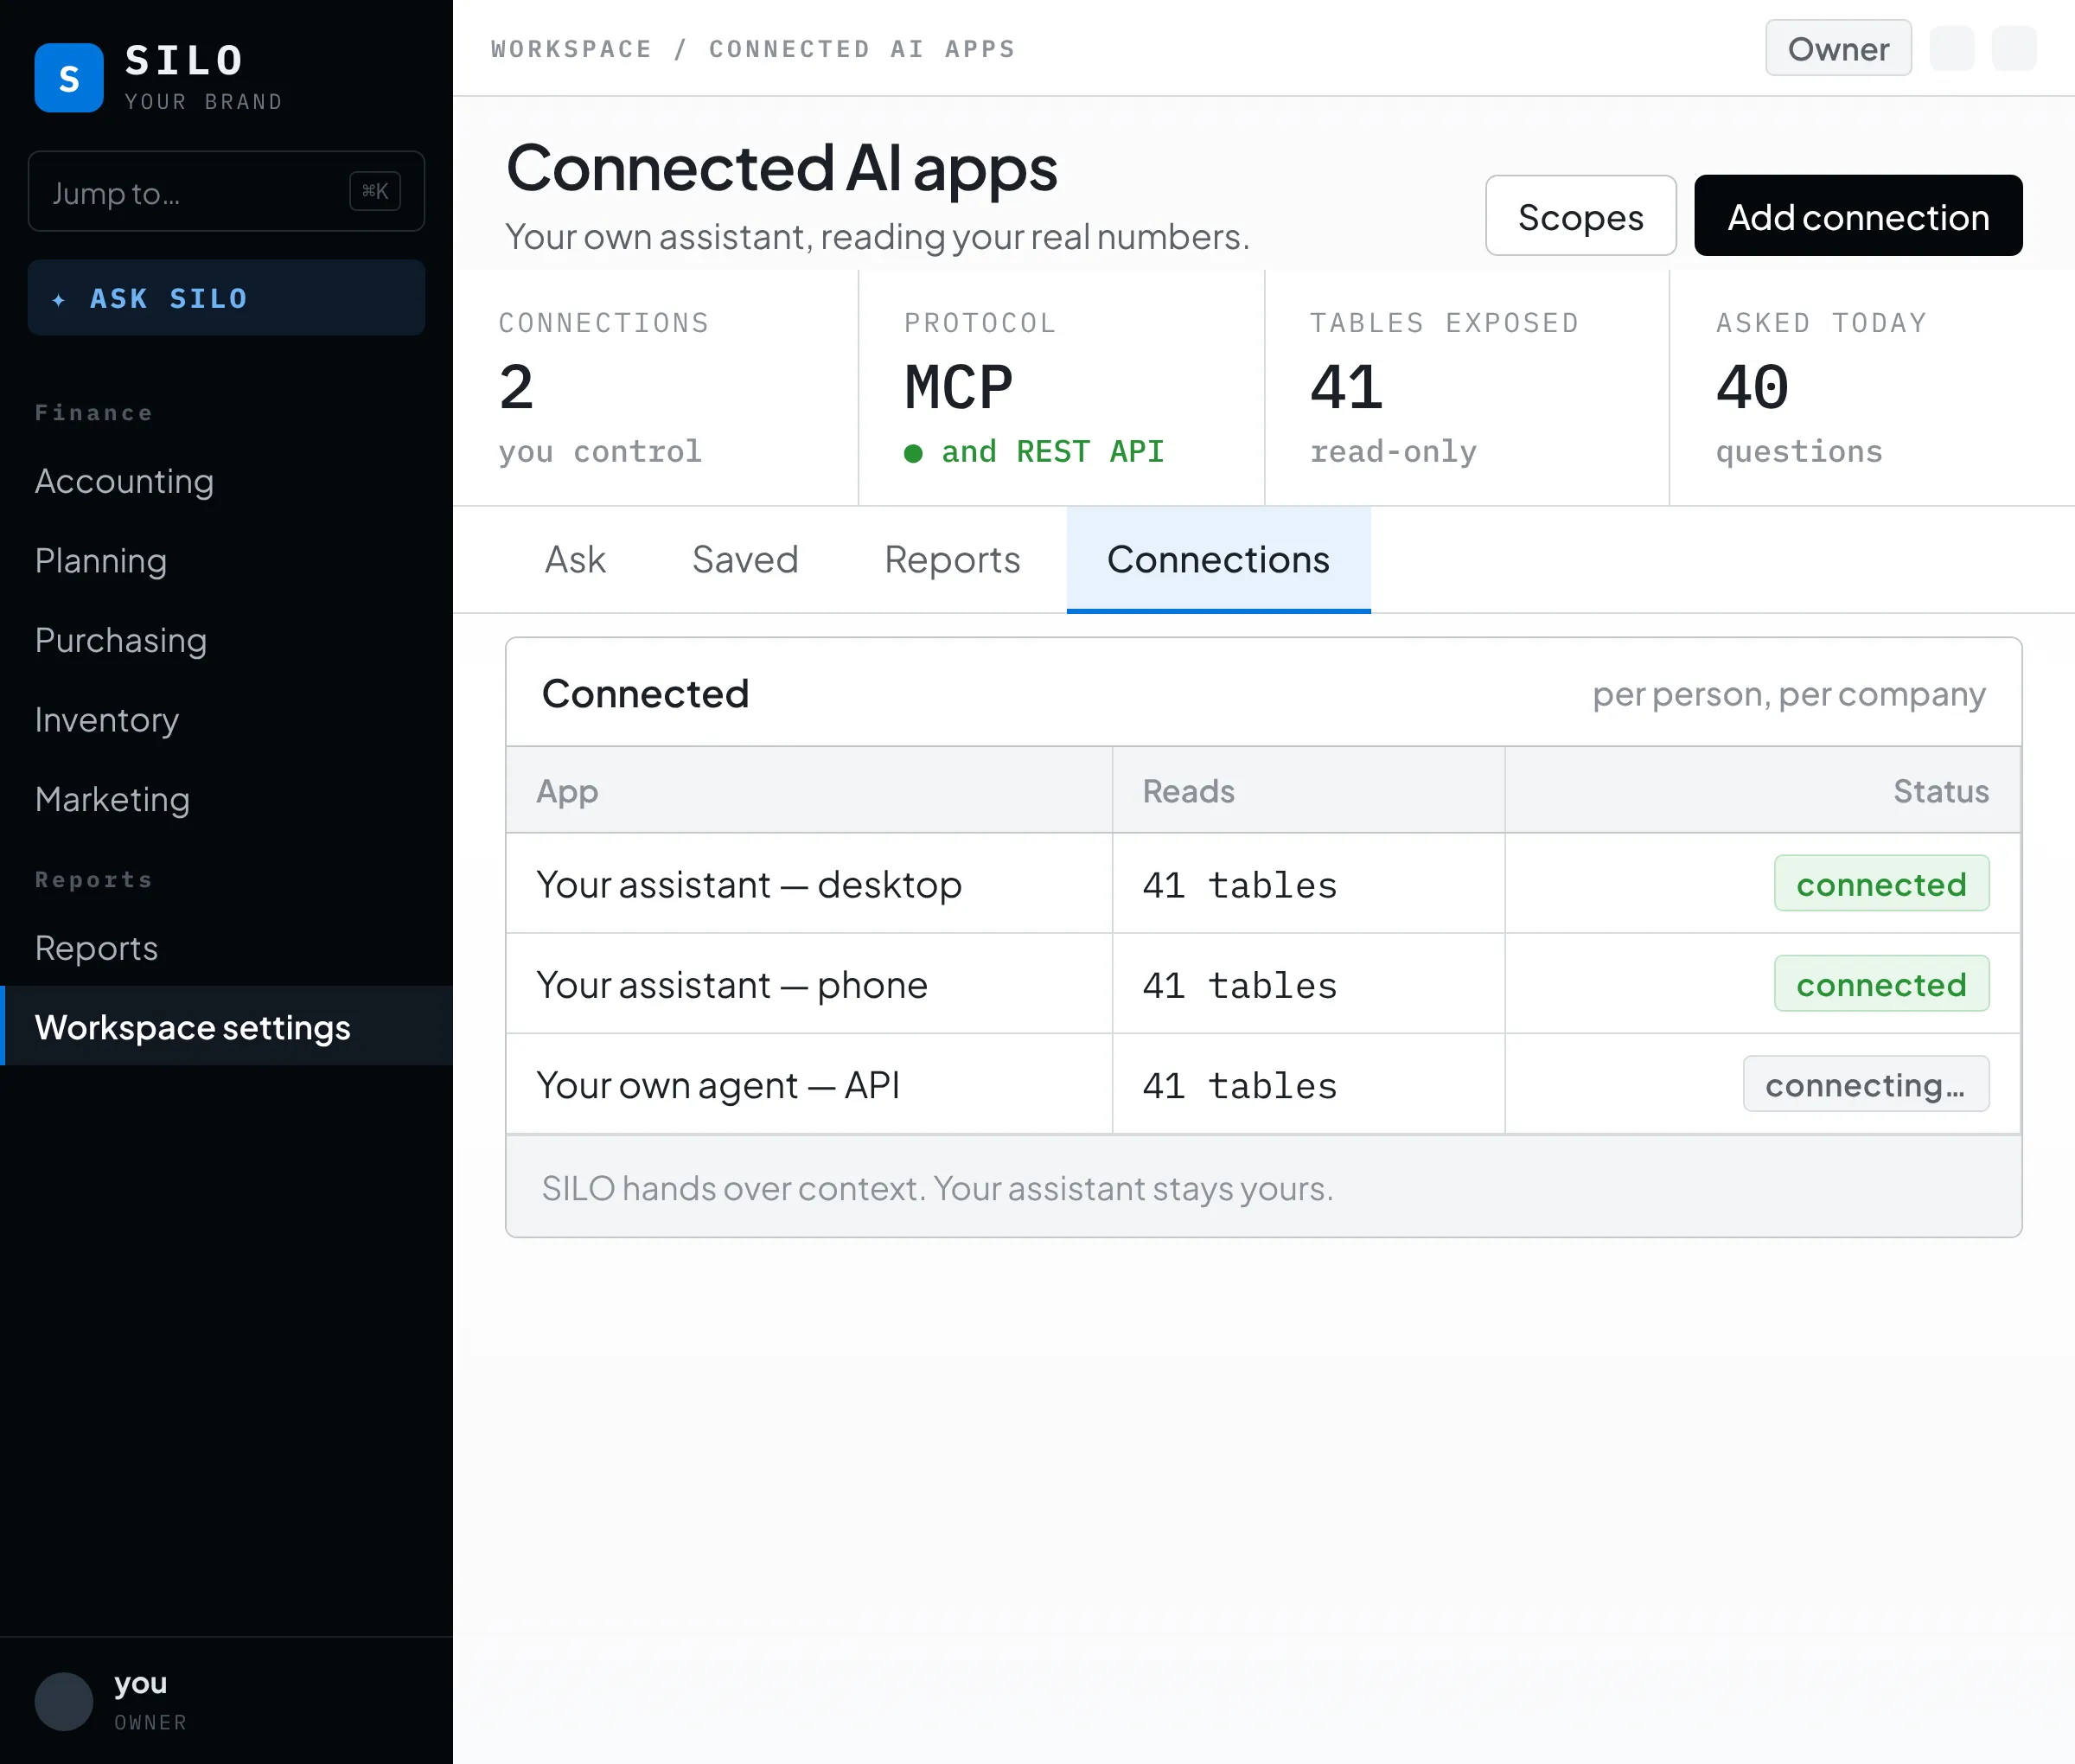 S
SILO
YOUR BRAND
Jump to…
⌘K
✦ ASK SILO
Finance
Accounting
Planning
Purchasing
Inventory
Marketing
Reports
Reports
Workspace settings
you
OWNER
WORKSPACE / CONNECTED AI APPS
Owner
Connected AI apps
Your own assistant, reading your real numbers.
Scopes
Add connection
CONNECTIONS
2
you control
PROTOCOL
MCP
● and REST API
TABLES EXPOSED
41
read-only
ASKED TODAY
40
questions
Ask
Saved
Reports
Connections
Connected
per person, per company
App
Reads
Status
Your assistant — desktop
41 tables
connected
Your assistant — phone
41 tables
connected
Your own agent — API
41 tables
connecting…
SILO hands over context. Your assistant stays yours.